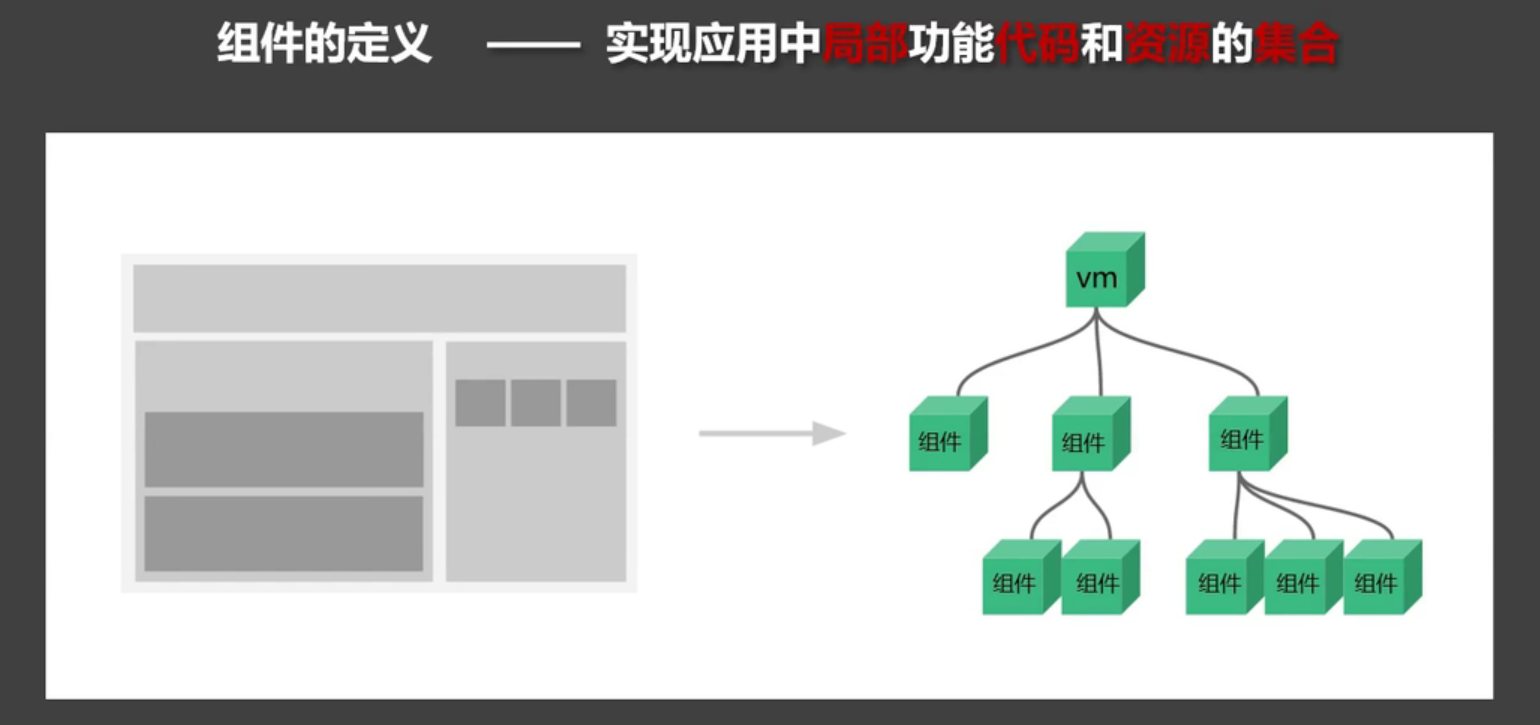 组件的定义 —— 实现应用中局部功能代码和资源的集合
vm
组件 组件 组件
组件 组件 组件 组件 组件